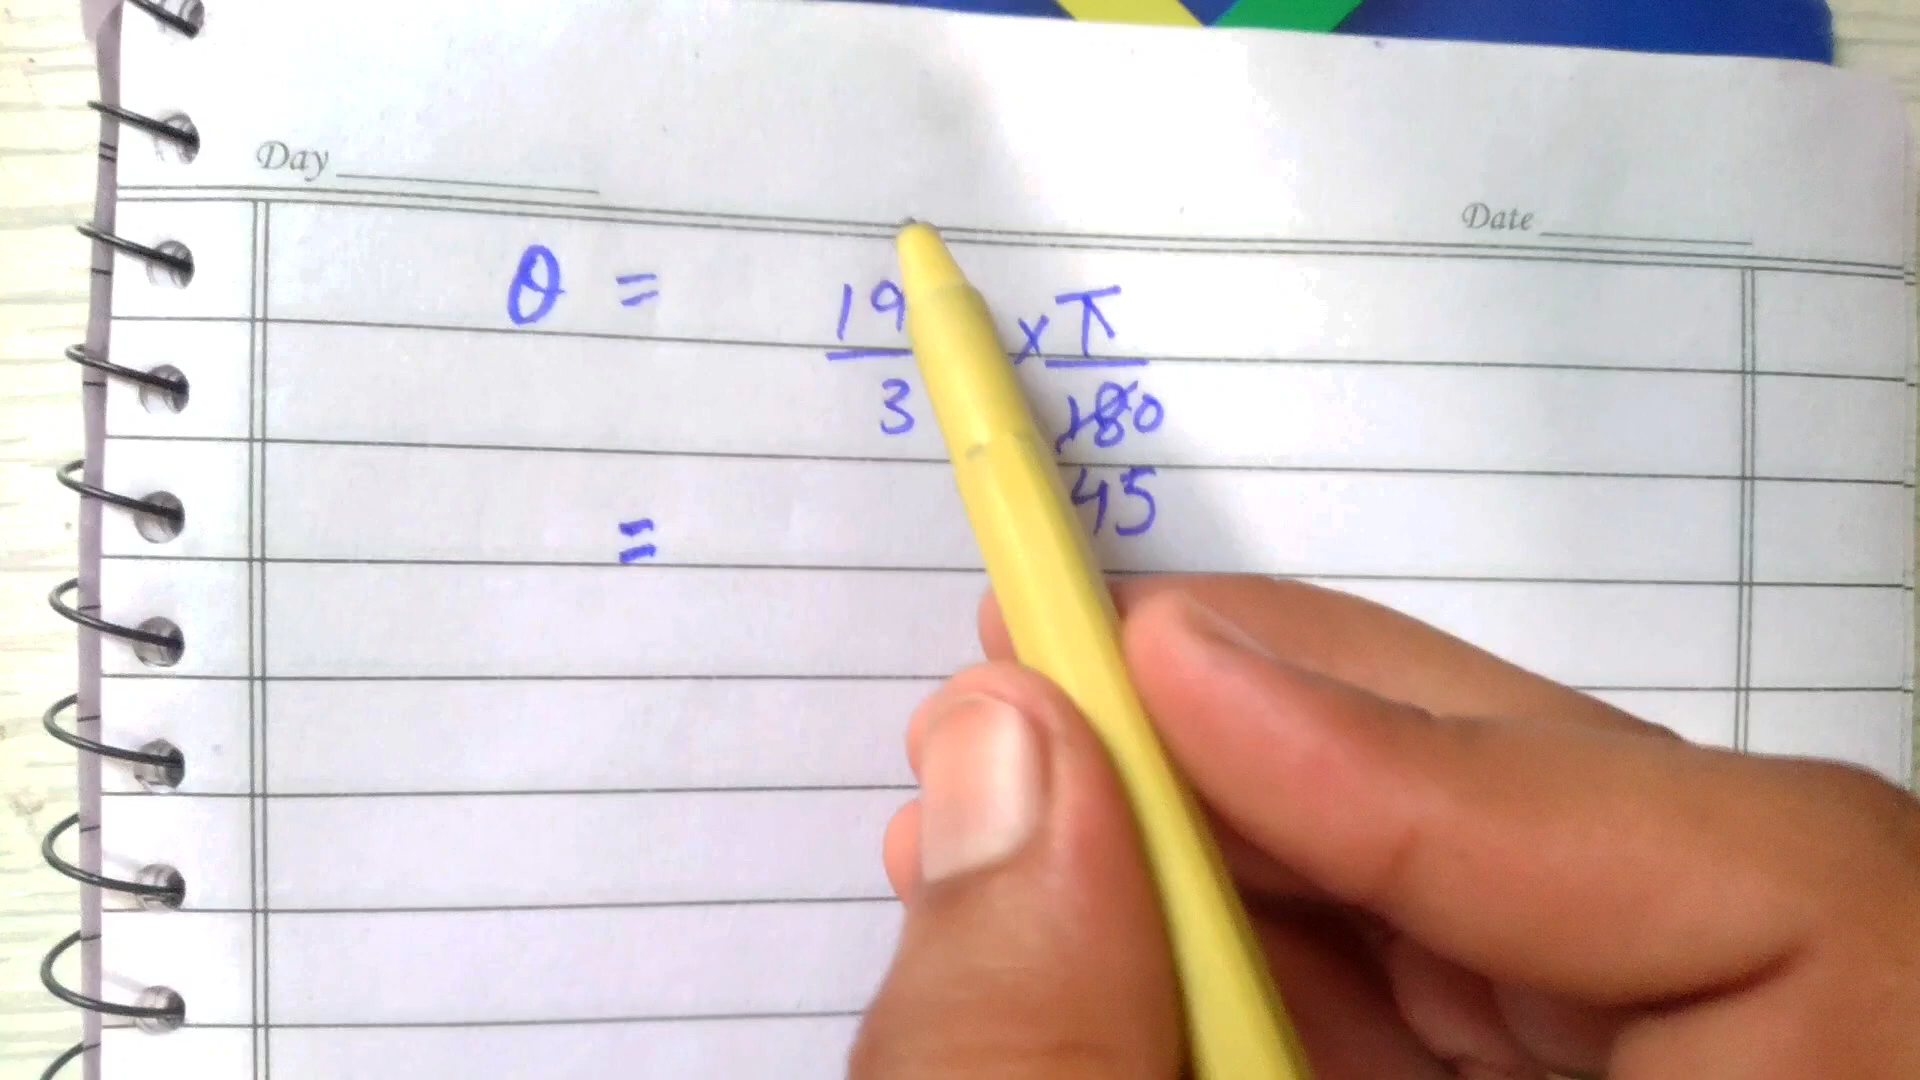 Day
Date
θ = 19 × π
3 180
= 45